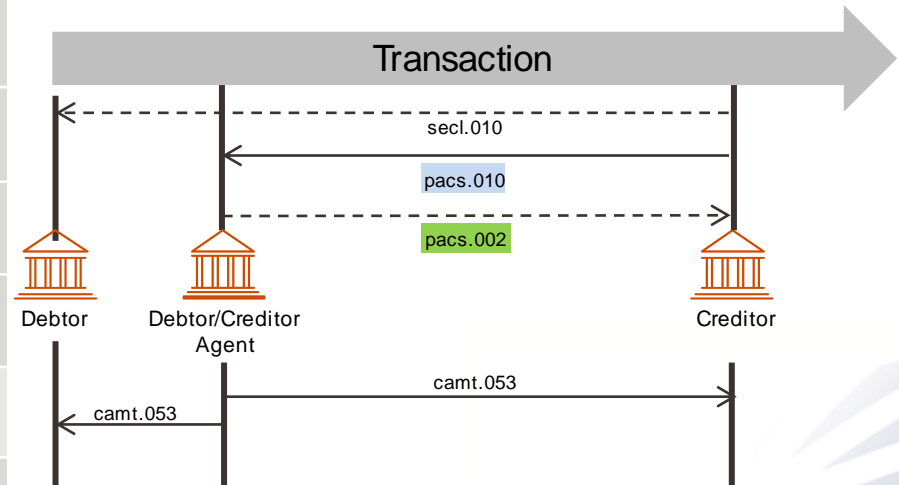 Transaction
secl.010
pacs.010
pacs.002
Debtor
Debtor/Creditor
Agent
Creditor
camt.053
camt.053